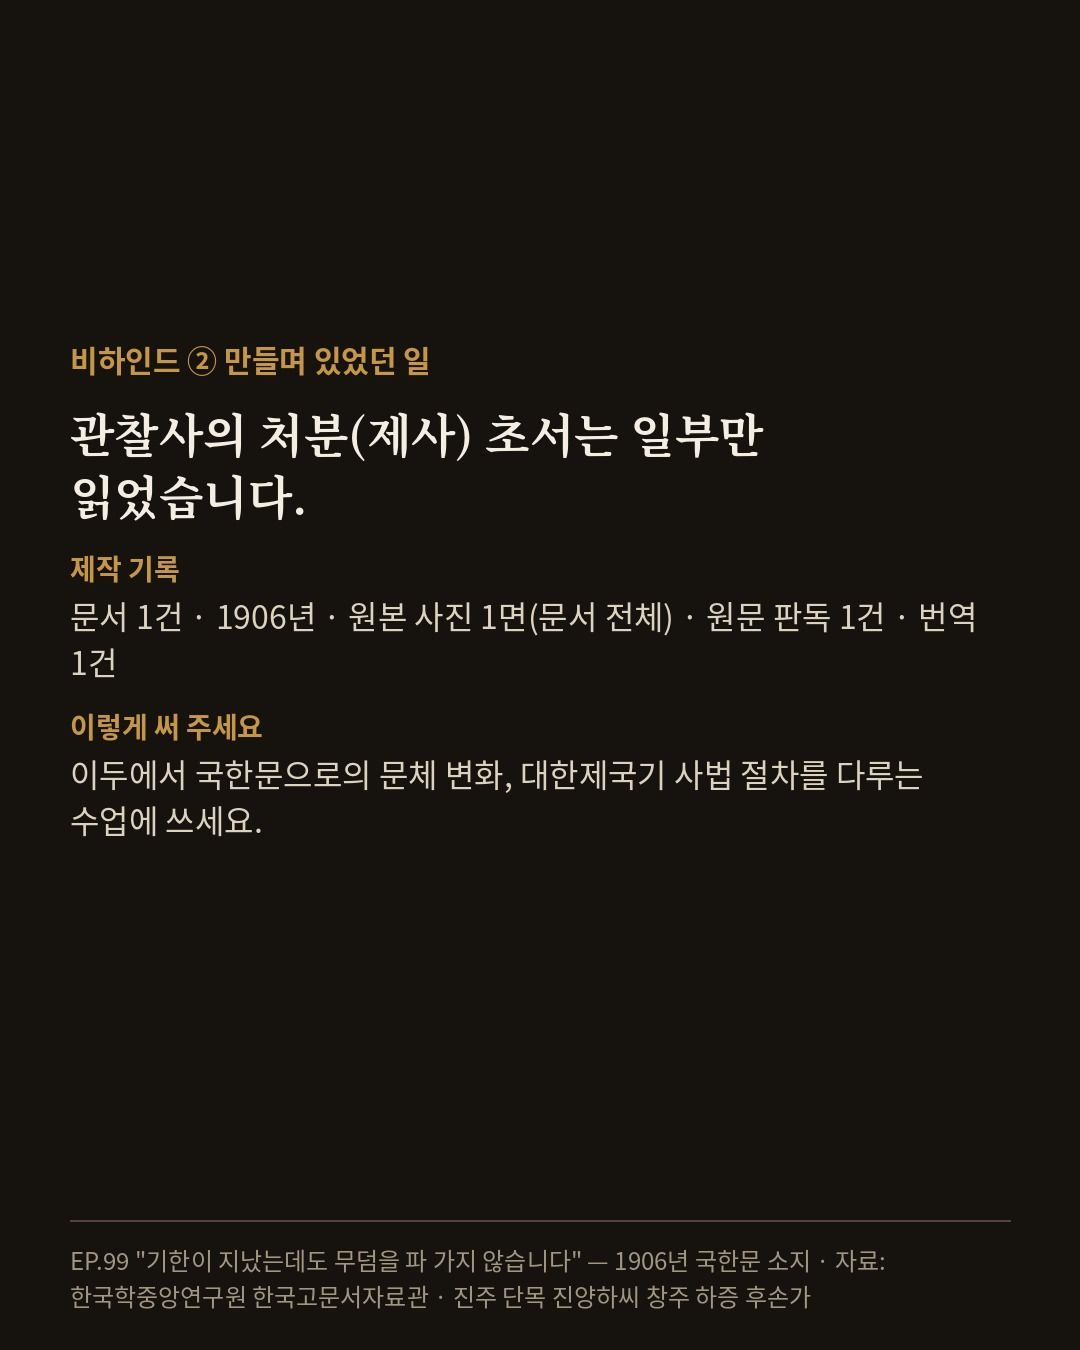 비하인드 ② 만들며 있었던 일
관찰사의 처분(제사) 초서는 일부만
읽었습니다.
제작 기록
문서 1건 · 1906년 · 원본 사진 1면(문서 전체) · 원문 판독 1건 · 번역
1건
이렇게 써 주세요
이두에서 국한문으로의 문체 변화, 대한제국기 사법 절차를 다루는
수업에 쓰세요.
EP.99 "기한이 지났는데도 무덤을 파 가지 않습니다" — 1906년 국한문 소지 · 자료:
한국학중앙연구원 한국고문서자료관 · 진주 단목 진양하씨 창주 하증 후손가